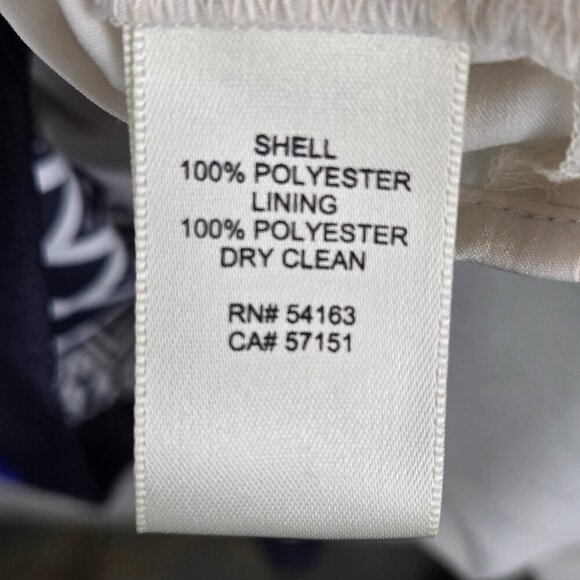 SHELL
100% POLYESTER
LINING
100% POLYESTER
DRY CLEAN
RN# 54163
CA# 57151